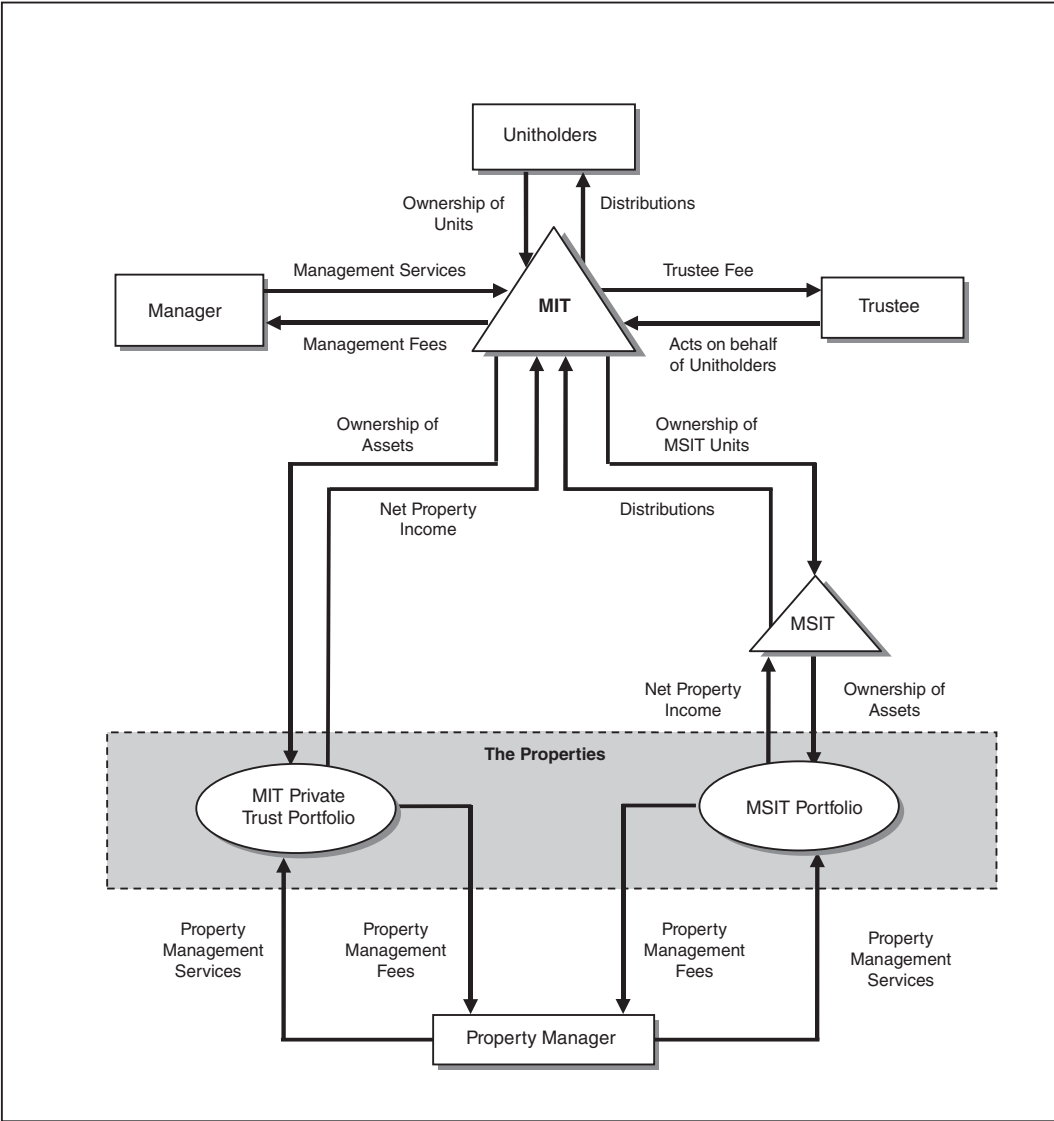 Unitholders
Ownership of
Units
Distributions
Management Services
Trustee Fee
Manager
MIT
Trustee
Management Fees
Acts on behalf
of Unitholders
Ownership of
Assets
Ownership of
MSIT Units
Net Property
Income
Distributions
MSIT
Net Property
Income
Ownership of
Assets
The Properties
MIT Private
Trust Portfolio
MSIT Portfolio
Property
Management
Services
Property
Management
Fees
Property
Management
Fees
Property
Management
Services
Property Manager